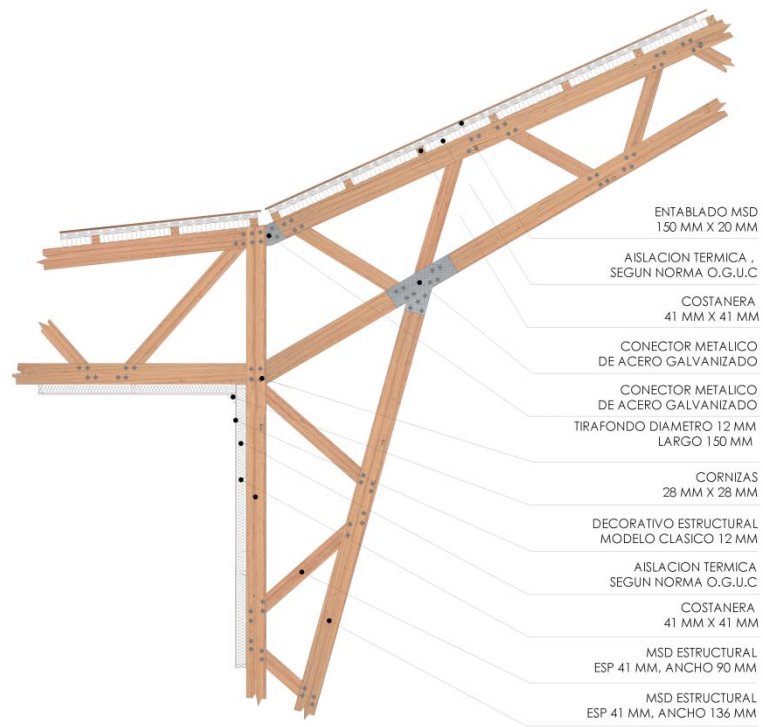 ENTABLADO MSD
150 MM X 20 MM
AISLACION TERMICA ,
SEGUN NORMA O.G.U.C
COSTANERA
41 MM X 41 MM
CONECTOR METALICO
DE ACERO GALVANIZADO
CONECTOR METALICO
DE ACERO GALVANIZADO
TIRAFONDO DIAMETRO 12 MM
LARGO 150 MM
CORNIZAS
28 MM X 28 MM
DECORATIVO ESTRUCTURAL
MODELO CLASICO 12 MM
AISLACION TERMICA
SEGUN NORMA O.G.U.C
COSTANERA
41 MM X 41 MM
MSD ESTRUCTURAL
ESP 41 MM, ANCHO 90 MM
MSD ESTRUCTURAL
ESP 41 MM, ANCHO 136 MM